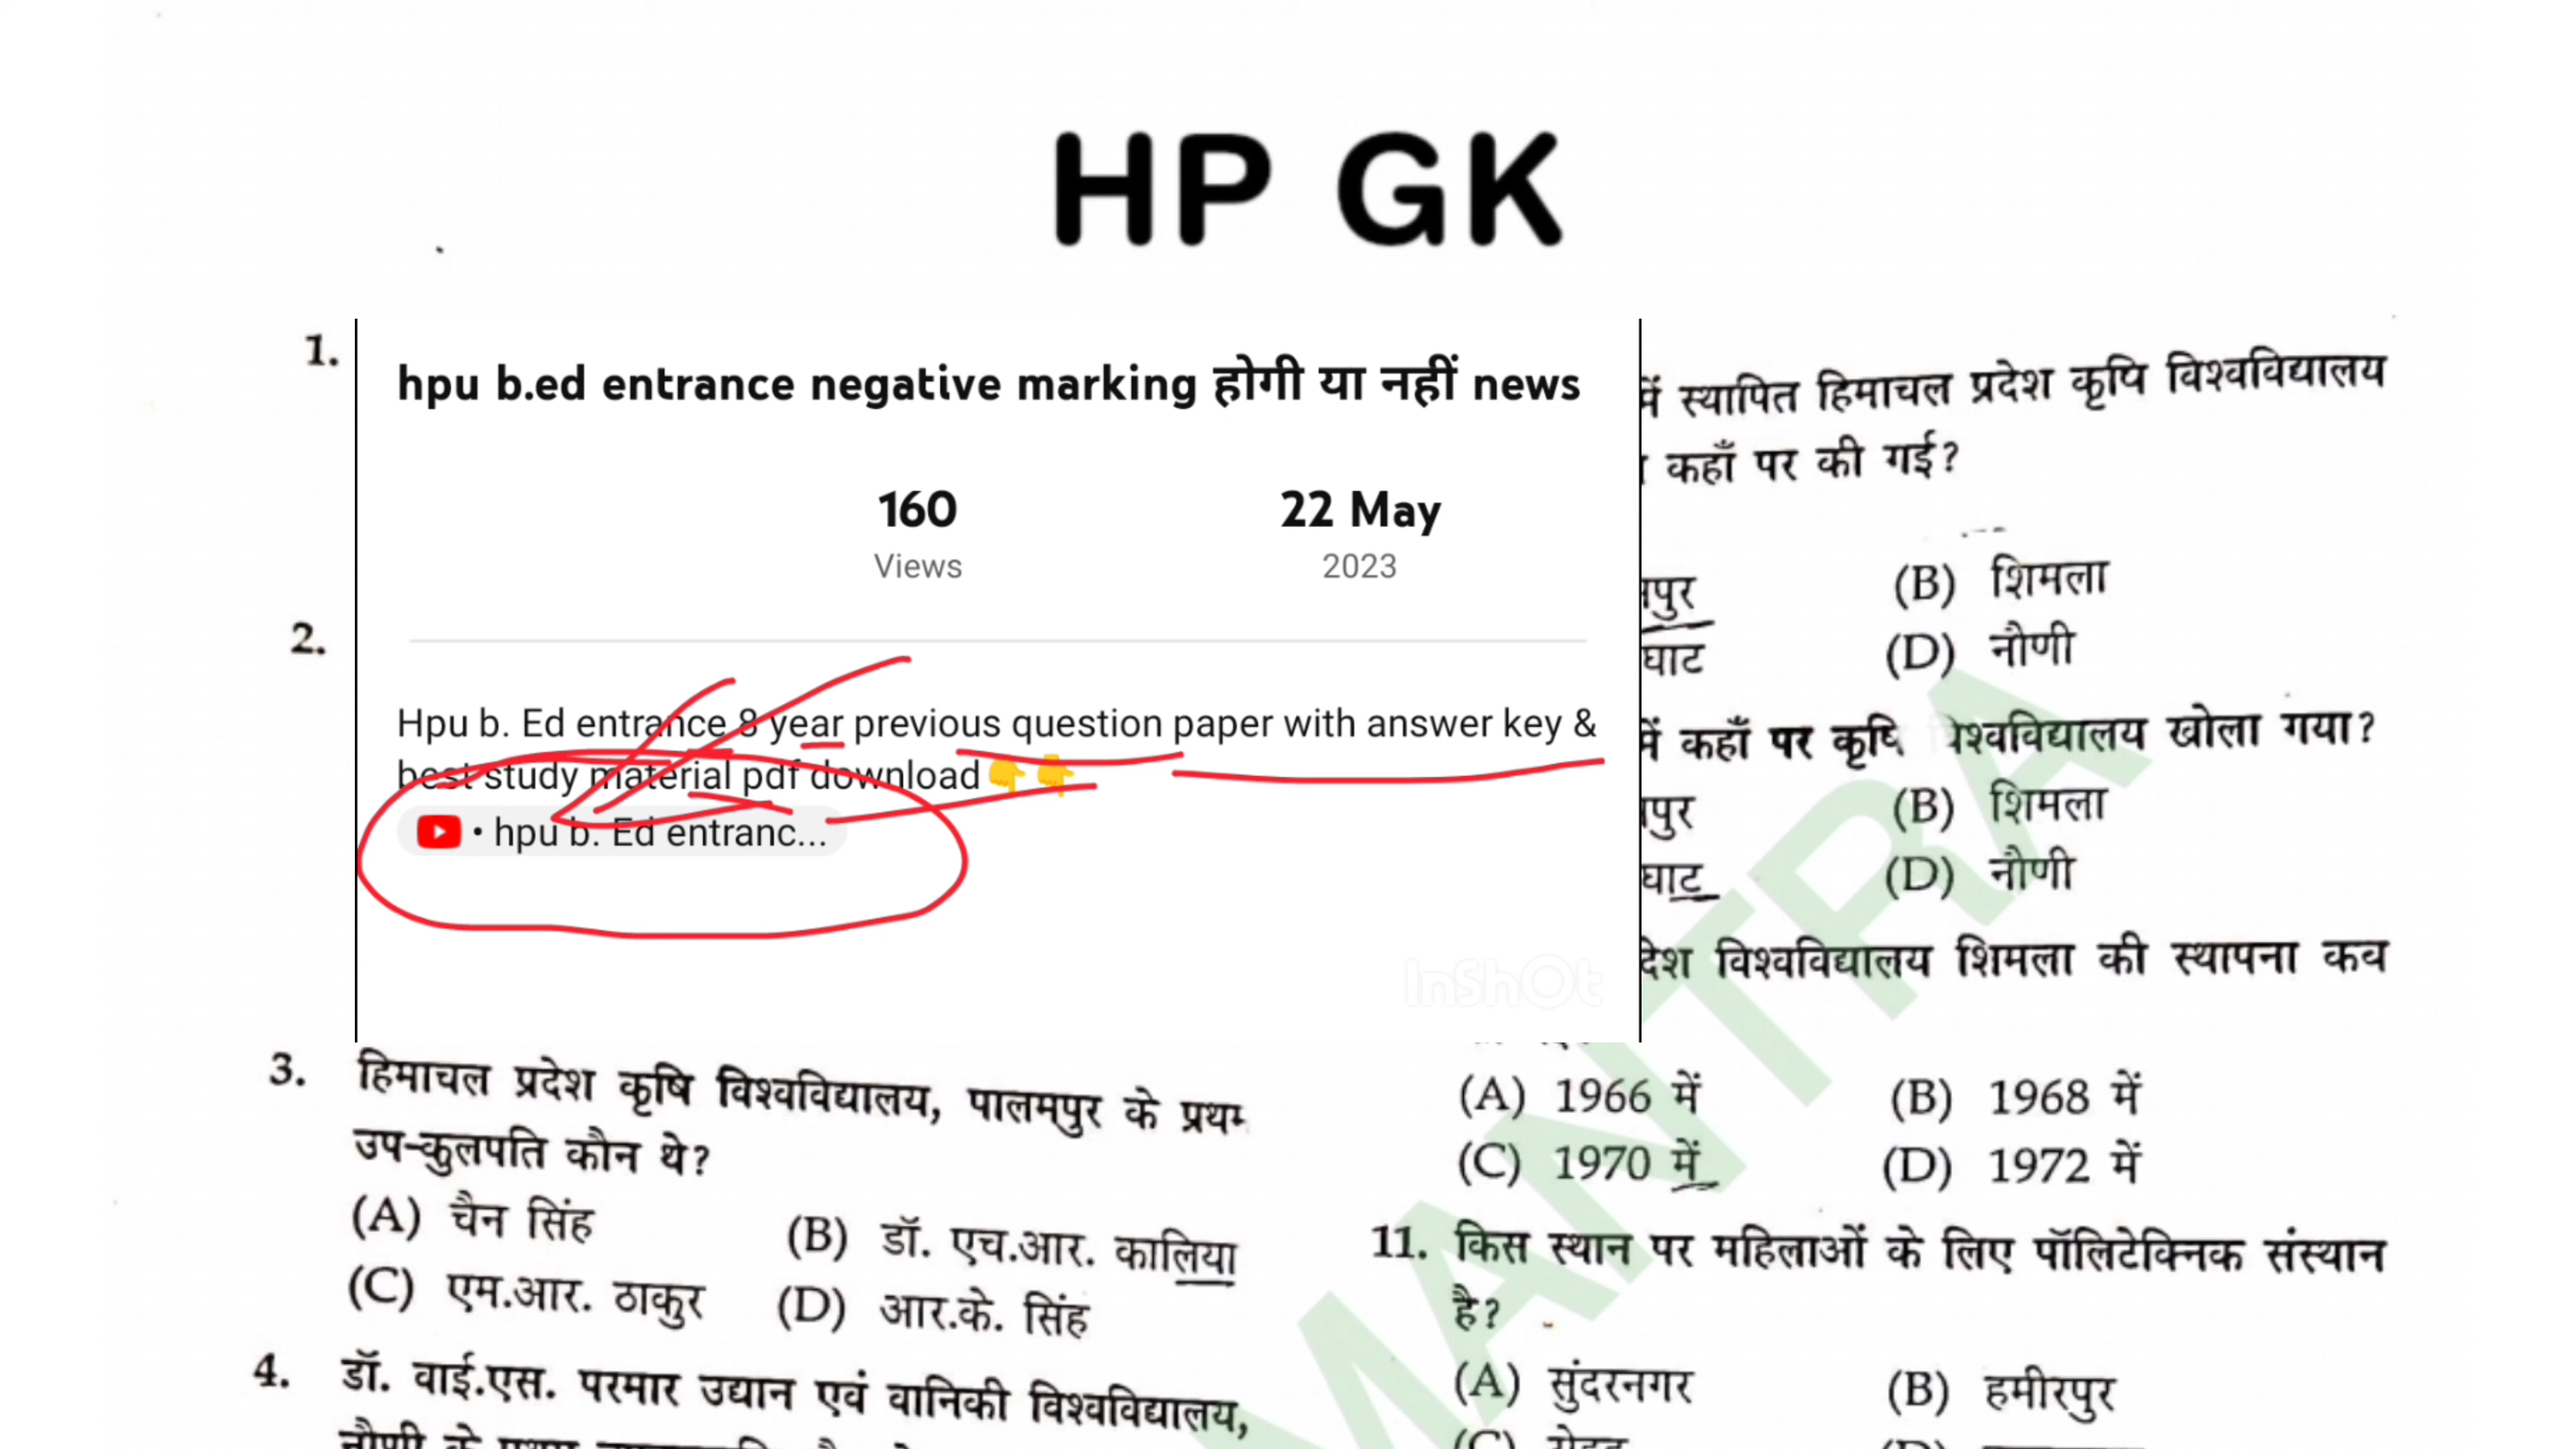 HP GK
1.
2.
hpu b.ed entrance negative marking होगी या नहीं news
160
Views
22 May
2023
Hpu b. Ed entrance 8 year previous question paper with answer key &
best study material pdf download👇👇
• hpu b. Ed entranc...
InShOt
3. हिमाचल प्रदेश कृषि विश्वविद्यालय, पालमपुर के प्रथम
उप-कुलपति कौन थे?
(A) चैन सिंह (B) डॉ. एच.आर. कालिया
(C) एम.आर. ठाकुर (D) आर.के. सिंह
4. डॉ. वाई.एस. परमार उद्यान एवं वानिकी विश्वविद्यालय,
में स्थापित हिमाचल प्रदेश कृषि विश्वविद्यालय
कहाँ पर की गई?
(B) शिमला
घाट (D) नौणी
में कहाँ पर कृषि विश्वविद्यालय खोला गया?
(B) शिमला
घाट (D) नौणी
विश्वविद्यालय शिमला की स्थापना कब
(A) 1966 में (B) 1968 में
(C) 1970 में (D) 1972 में
11. किस स्थान पर महिलाओं के लिए पॉलिटेक्निक संस्थान
है?
(A) सुंदरनगर (B) हमीरपुर
MANTRA